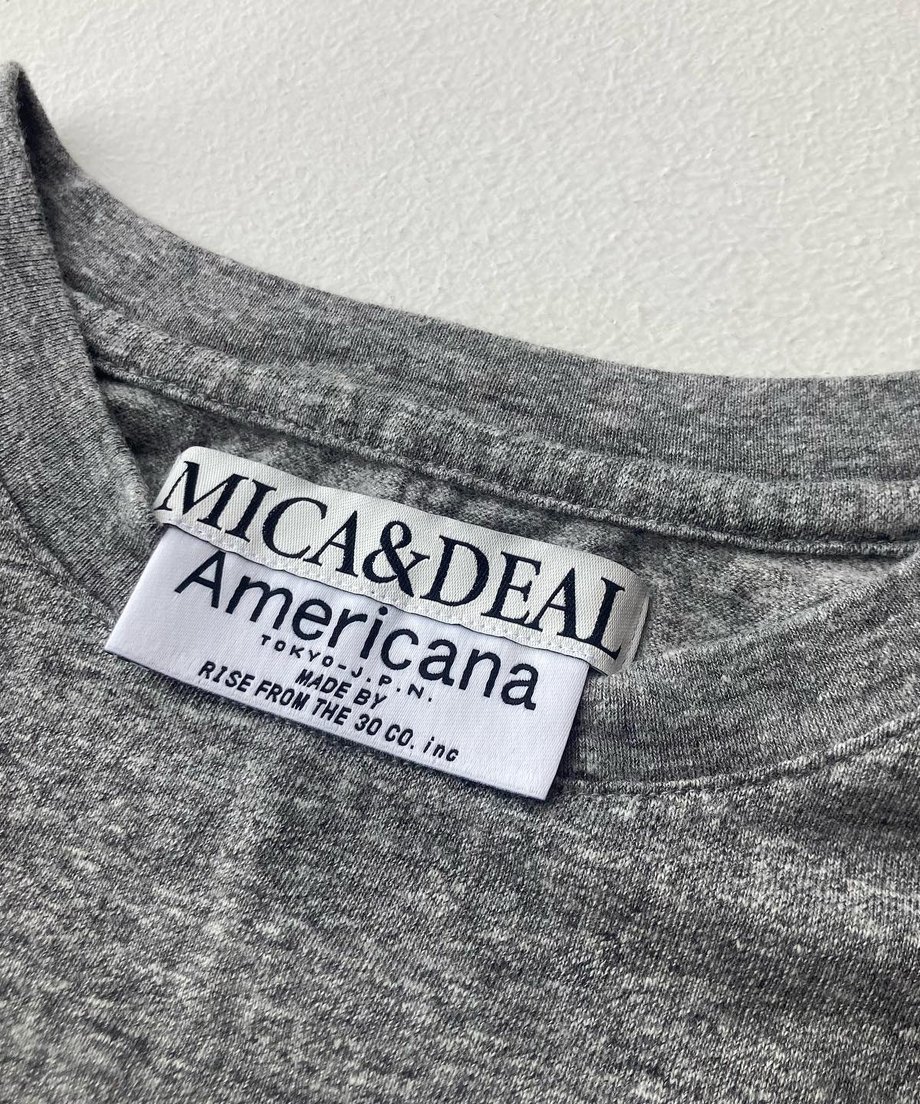 MICA&DEAL
Americana
TOKYO-J.P.N.
MADE BY
RISE FROM THE 30 CO. inc